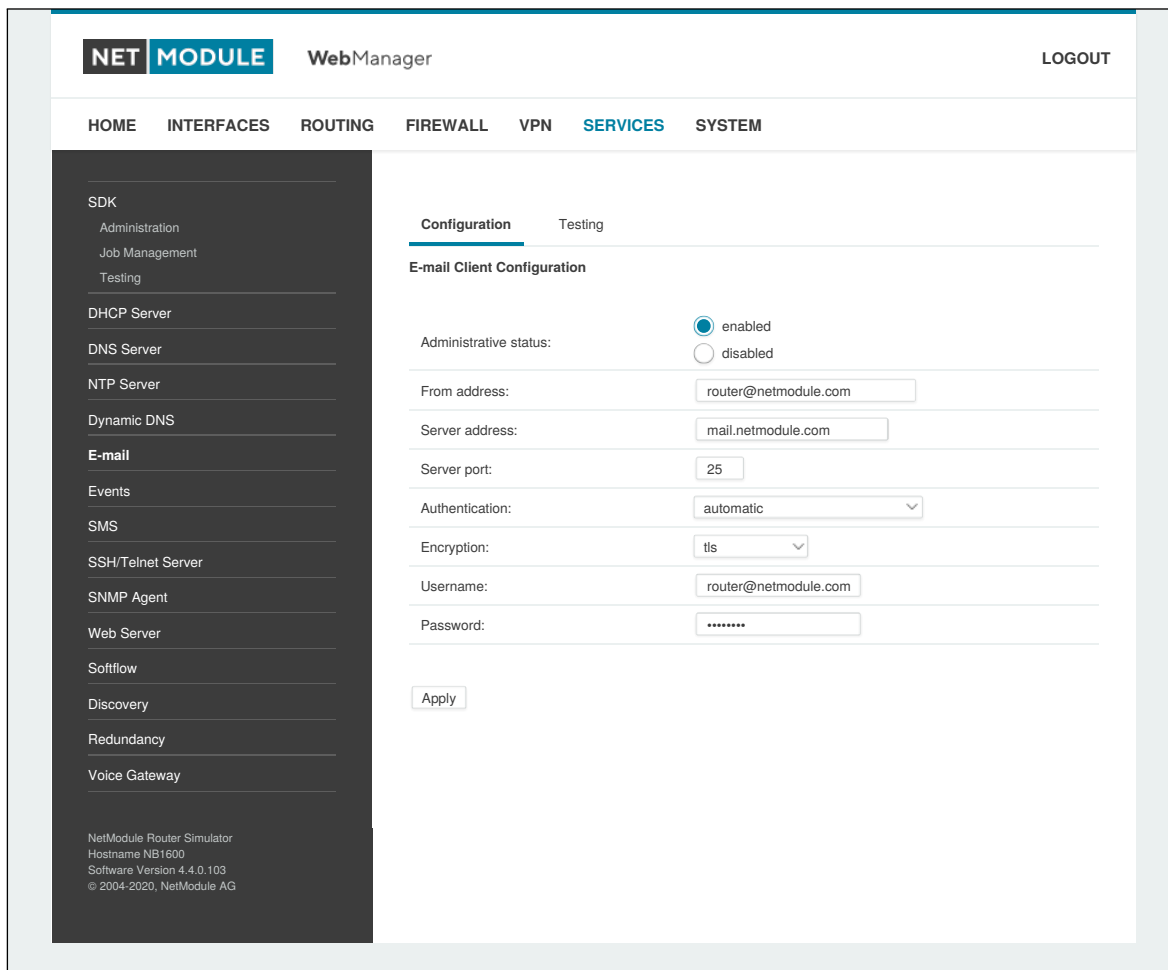 NET MODULE WebManager LOGOUT
HOME INTERFACES ROUTING FIREWALL VPN SERVICES SYSTEM
SDK
Administration
Job Management
Testing
DHCP Server
DNS Server
NTP Server
Dynamic DNS
E-mail
Events
SMS
SSH/Telnet Server
SNMP Agent
Web Server
Softflow
Discovery
Redundancy
Voice Gateway
NetModule Router Simulator
Hostname NB1600
Software Version 4.4.0.103
© 2004-2020, NetModule AG
Configuration Testing
E-mail Client Configuration
Administrative status:
enabled
disabled
From address: router@netmodule.com
Server address: mail.netmodule.com
Server port: 25
Authentication: automatic
Encryption: tls
Username: router@netmodule.com
Password: ••••••••
Apply